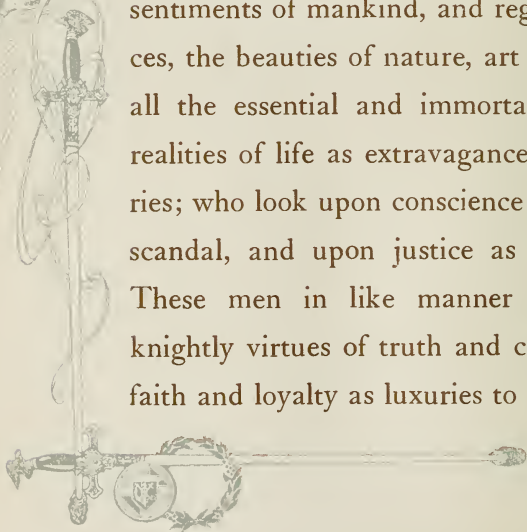 sentiments of mankind, and reg
ces, the beauties of nature, art
all the essential and immorta
realities of life as extravagance
ries; who look upon conscience
scandal, and upon justice as
These men in like manner
knightly virtues of truth and c
faith and loyalty as luxuries to